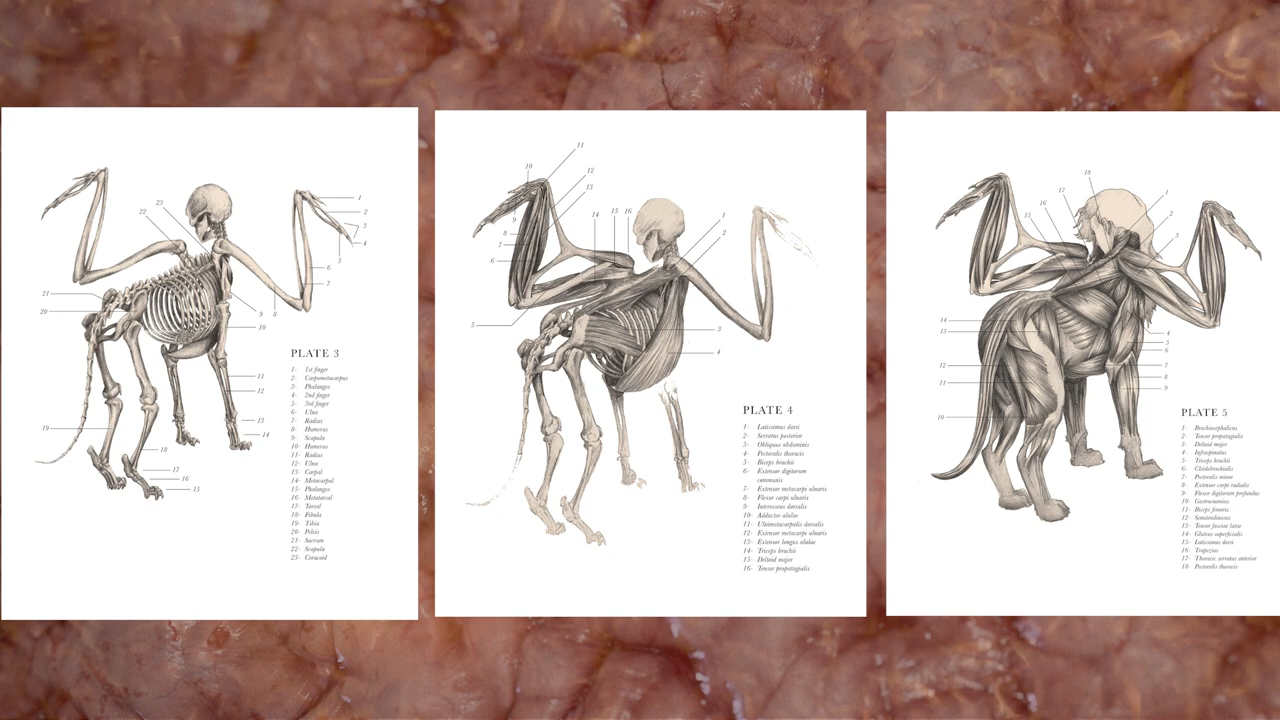 PLATE 3
1- 1st finger
2- Carpometacarpus
3- Phalanges
4- 2nd finger
5- 3rd finger
6- Ulna
7- Radius
8- Humerus
9- Scapula
10- Humerus
11- Radius
12- Ulna
13- Carpal
14- Metacarpal
15- Phalanges
16- Metatarsal
17- Tarsal
18- Fibula
19- Tibia
20- Pelvis
21- Sacrum
22- Scapula
23- Coracoid
PLATE 4
1- Latissimus dorsi
2- Serratus posterior
3- Obliquus abdominis
4- Pectoralis thoracis
5- Biceps brachii
6- Extensor digitorum
communis
7- Extensor metacarpi ulnaris
8- Flexor carpi ulnaris
9- Interosseus dorsalis
10- Adductor alulae
11- Ulnimetacarpalis dorsalis
12- Extensor metacarpi ulnaris
13- Extensor longus alulae
14- Triceps brachii
15- Deltoid major
16- Tensor propatagialis
PLATE 5
1- Brachiocephalicus
2- Tensor propatagialis
3- Deltoid major
4- Infraspinatus
5- Triceps brachii
6- Cleidobrachialis
7- Pectoralis minor
8- Extensor carpi radialis
9- Flexor digitorum profundus
10- Gastrocnemius
11- Biceps femoris
12- Semitendinosus
13- Tensor fasciae latae
14- Gluteus superficialis
15- Latissimus dorsi
16- Trapezius
17- Thoracic serratus anterior
18- Pectoralis thoracis